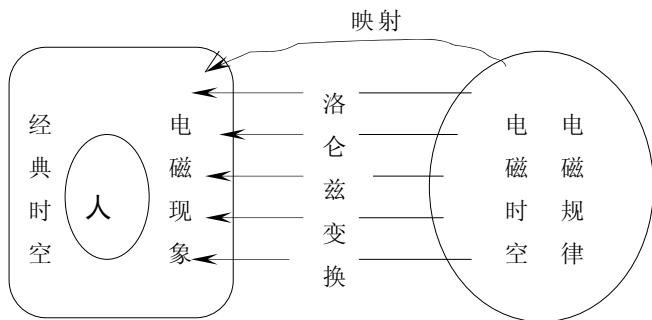 映射
经典时空
人
电磁现象
洛仑兹变换
电磁时空
电磁规律